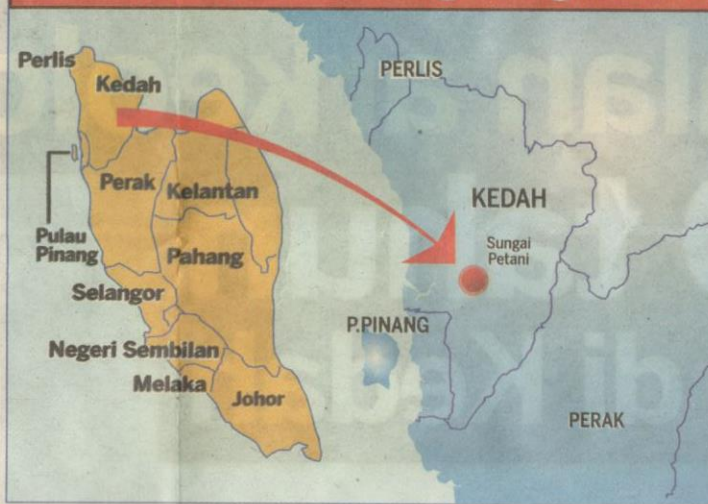 Perlis
Kedah
Perak
Kelantan
Pulau
Pinang
Pahang
Selangor
Negeri Sembilan
Melaka
Johor
PERLIS
KEDAH
Sungai
Petani
P.PINANG
PERAK